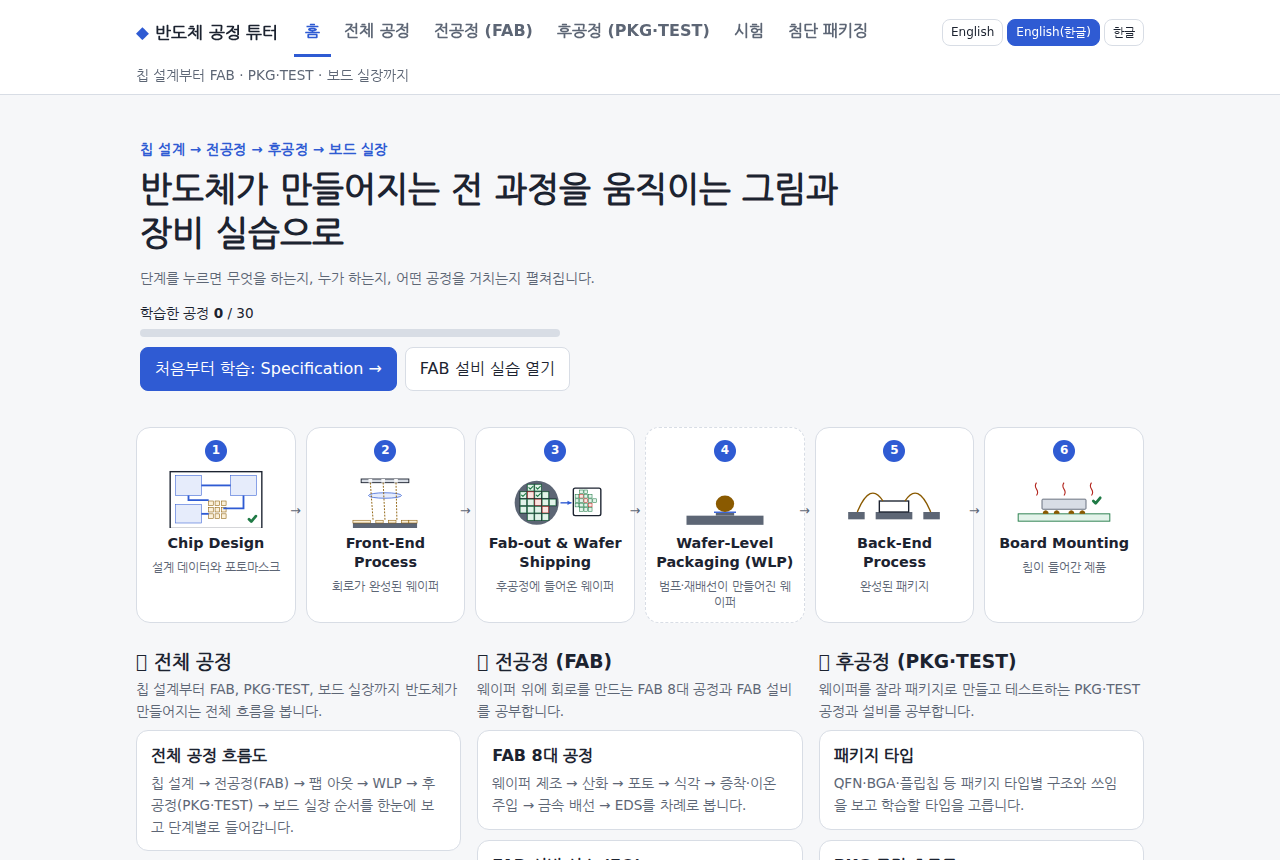 ◆ 반도체 공정 튜터
홈
전체 공정
전공정 (FAB)
후공정 (PKG·TEST)
시험
첨단 패키징
English
English(한글)
한글
칩 설계부터 FAB · PKG·TEST · 보드 실장까지
칩 설계 → 전공정 → 후공정 → 보드 실장
반도체가 만들어지는 전 과정을 움직이는 그림과
장비 실습으로
단계를 누르면 무엇을 하는지, 누가 하는지, 어떤 공정을 거치는지 펼쳐집니다.
학습한 공정 0 / 30
처음부터 학습: Specification →
FAB 설비 실습 열기
1
Chip Design
설계 데이터와 포토마스크
→
2
Front-End
Process
회로가 완성된 웨이퍼
→
3
Fab-out & Wafer
Shipping
후공정에 들어온 웨이퍼
→
4
Wafer-Level
Packaging (WLP)
범프·재배선이 만들어진 웨
이퍼
→
5
Back-End
Process
완성된 패키지
→
6
Board Mounting
칩이 들어간 제품
전체 공정
칩 설계부터 FAB, PKG·TEST, 보드 실장까지 반도체가
만들어지는 전체 흐름을 봅니다.
전체 공정 흐름도
칩 설계 → 전공정(FAB) → 팹 아웃 → WLP → 후
공정(PKG·TEST) → 보드 실장 순서를 한눈에 보
고 단계별로 들어갑니다.
전공정 (FAB)
웨이퍼 위에 회로를 만드는 FAB 8대 공정과 FAB 설비
를 공부합니다.
FAB 8대 공정
웨이퍼 제조 → 산화 → 포토 → 식각 → 증착·이온
주입 → 금속 배선 → EDS를 차례로 봅니다.
후공정 (PKG·TEST)
웨이퍼를 잘라 패키지로 만들고 테스트하는 PKG·TEST
공정과 설비를 공부합니다.
패키지 타입
QFN·BGA·플립칩 등 패키지 타입별 구조와 쓰임
을 보고 학습할 타입을 고릅니다.